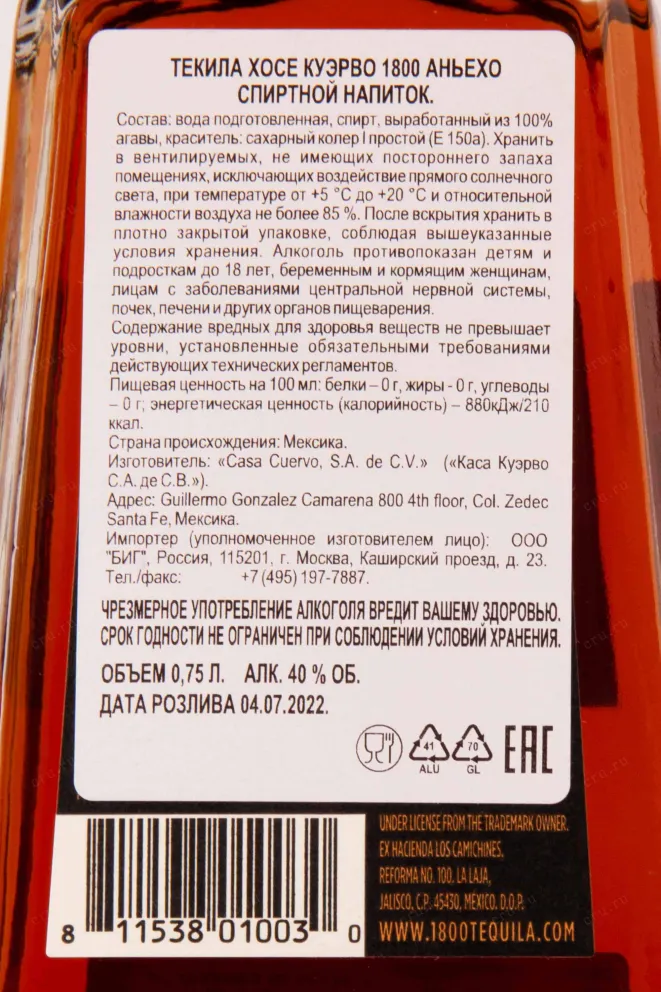 ТЕКИЛА ХОСЕ КУЭРВО 1800 АНЬЕХО
СПИРТНОЙ НАПИТОК.
Состав: вода подготовленная, спирт, выработанный из 100%
агавы, краситель: сахарный колер I простой (Е 150а). Хранить
в вентилируемых, не имеющих постороннего запаха
помещениях, исключающих воздействие прямого солнечного
света, при температуре от +5 °C до +20 °C и относительной
влажности воздуха не более 85 %. После вскрытия хранить в
плотно закрытой упаковке, соблюдая вышеуказанные
условия хранения. Алкоголь противопоказан детям и
подросткам до 18 лет, беременным и кормящим женщинам,
лицам с заболеваниями центральной нервной системы,
почек, печени и других органов пищеварения.
Содержание вредных для здоровья веществ не превышает
уровни, установленные обязательными требованиями
действующих технических регламентов.
Пищевая ценность на 100 мл: белки – 0 г, жиры - 0 г, углеводы
– 0 г; энергетическая ценность (калорийность) – 880кДж/210
ккал.
Страна происхождения: Мексика.
Изготовитель: «Casa Cuervo, S.A. de C.V.» («Каса Куэрво
С.А. де С.В.»).
Адрес: Guillermo Gonzalez Camarena 800 4th floor, Col. Zedec
Santa Fe, Мексика.
Импортер (уполномоченное изготовителем лицо): ООО
"БИГ", Россия, 115201, г. Москва, Каширский проезд, д. 23.
Тел./факс: +7 (495) 197-7887.
ЧРЕЗМЕРНОЕ УПОТРЕБЛЕНИЕ АЛКОГОЛЯ ВРЕДИТ ВАШЕМУ ЗДОРОВЬЮ.
СРОК ГОДНОСТИ НЕ ОГРАНИЧЕН ПРИ СОБЛЮДЕНИИ УСЛОВИЙ ХРАНЕНИЯ.
ОБЪЕМ 0,75 Л. АЛК. 40 % ОБ.
ДАТА РОЗЛИВА 04.07.2022.
41 70 EAC
ALU GL
UNDER LICENSE FROM THE TRADEMARK OWNER.
EX HACIENDA LOS CAMICHINES,
REFORMA NO. 100, LA LAJA,
JALISCO, C.P. 45430, MÉXICO. D.O.P.
WWW.1800TEQUILA.COM
8 11538 01003 0
cru.ru